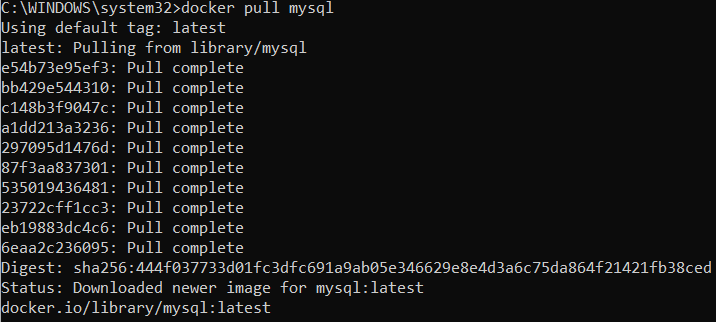 C:\WINDOWS\system32>docker pull mysql
Using default tag: latest
latest: Pulling from library/mysql
e54b73e95ef3: Pull complete
bb429e544310: Pull complete
c148b3f9047c: Pull complete
a1dd213a3236: Pull complete
297095d1476d: Pull complete
87f3aa837301: Pull complete
535019436481: Pull complete
23722cff1cc3: Pull complete
eb19883dc4c6: Pull complete
6eaa2c236095: Pull complete
Digest: sha256:444f037733d01fc3dfc691a9ab05e346629e8e4d3a6c75da864f21421fb38ced
Status: Downloaded newer image for mysql:latest
docker.io/library/mysql:latest